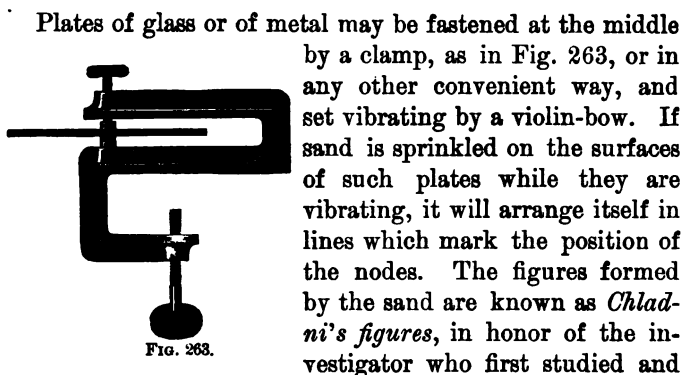 Plates of glass or of metal may be fastened at the middle
by a clamp, as in Fig. 263, or in
any other convenient way, and
set vibrating by a violin-bow. If
sand is sprinkled on the surfaces
of such plates while they are
vibrating, it will arrange itself in
lines which mark the position of
the nodes. The figures formed
by the sand are known as Chlad-
ni's figures, in honor of the in-
vestigator who first studied and
FIG. 263.